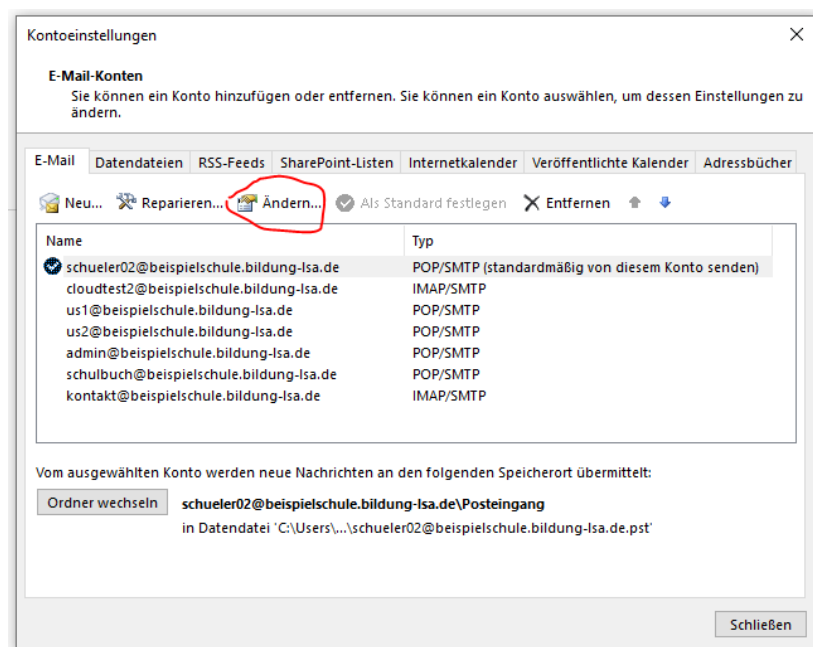 Kontoeinstellungen
E-Mail-Konten
Sie können ein Konto hinzufügen oder entfernen. Sie können ein Konto auswählen, um dessen Einstellungen zu
ändern.
E-Mail Datendateien RSS-Feeds SharePoint-Listen Internetkalender Veröffentlichte Kalender Adressbücher
Neu... Reparieren... Ändern... Als Standard festlegen Entfernen
Name Typ
schueler02@beispielschule.bildung-lsa.de POP/SMTP (standardmäßig von diesem Konto senden)
cloudtest2@beispielschule.bildung-lsa.de IMAP/SMTP
us1@beispielschule.bildung-lsa.de POP/SMTP
us2@beispielschule.bildung-lsa.de POP/SMTP
admin@beispielschule.bildung-lsa.de POP/SMTP
schulbuch@beispielschule.bildung-lsa.de POP/SMTP
kontakt@beispielschule.bildung-lsa.de IMAP/SMTP
Vom ausgewählten Konto werden neue Nachrichten an den folgenden Speicherort übermittelt:
Ordner wechseln schueler02@beispielschule.bildung-lsa.de\Posteingang
in Datendatei 'C:\Users\...\schueler02@beispielschule.bildung-lsa.de.pst'
Schließen